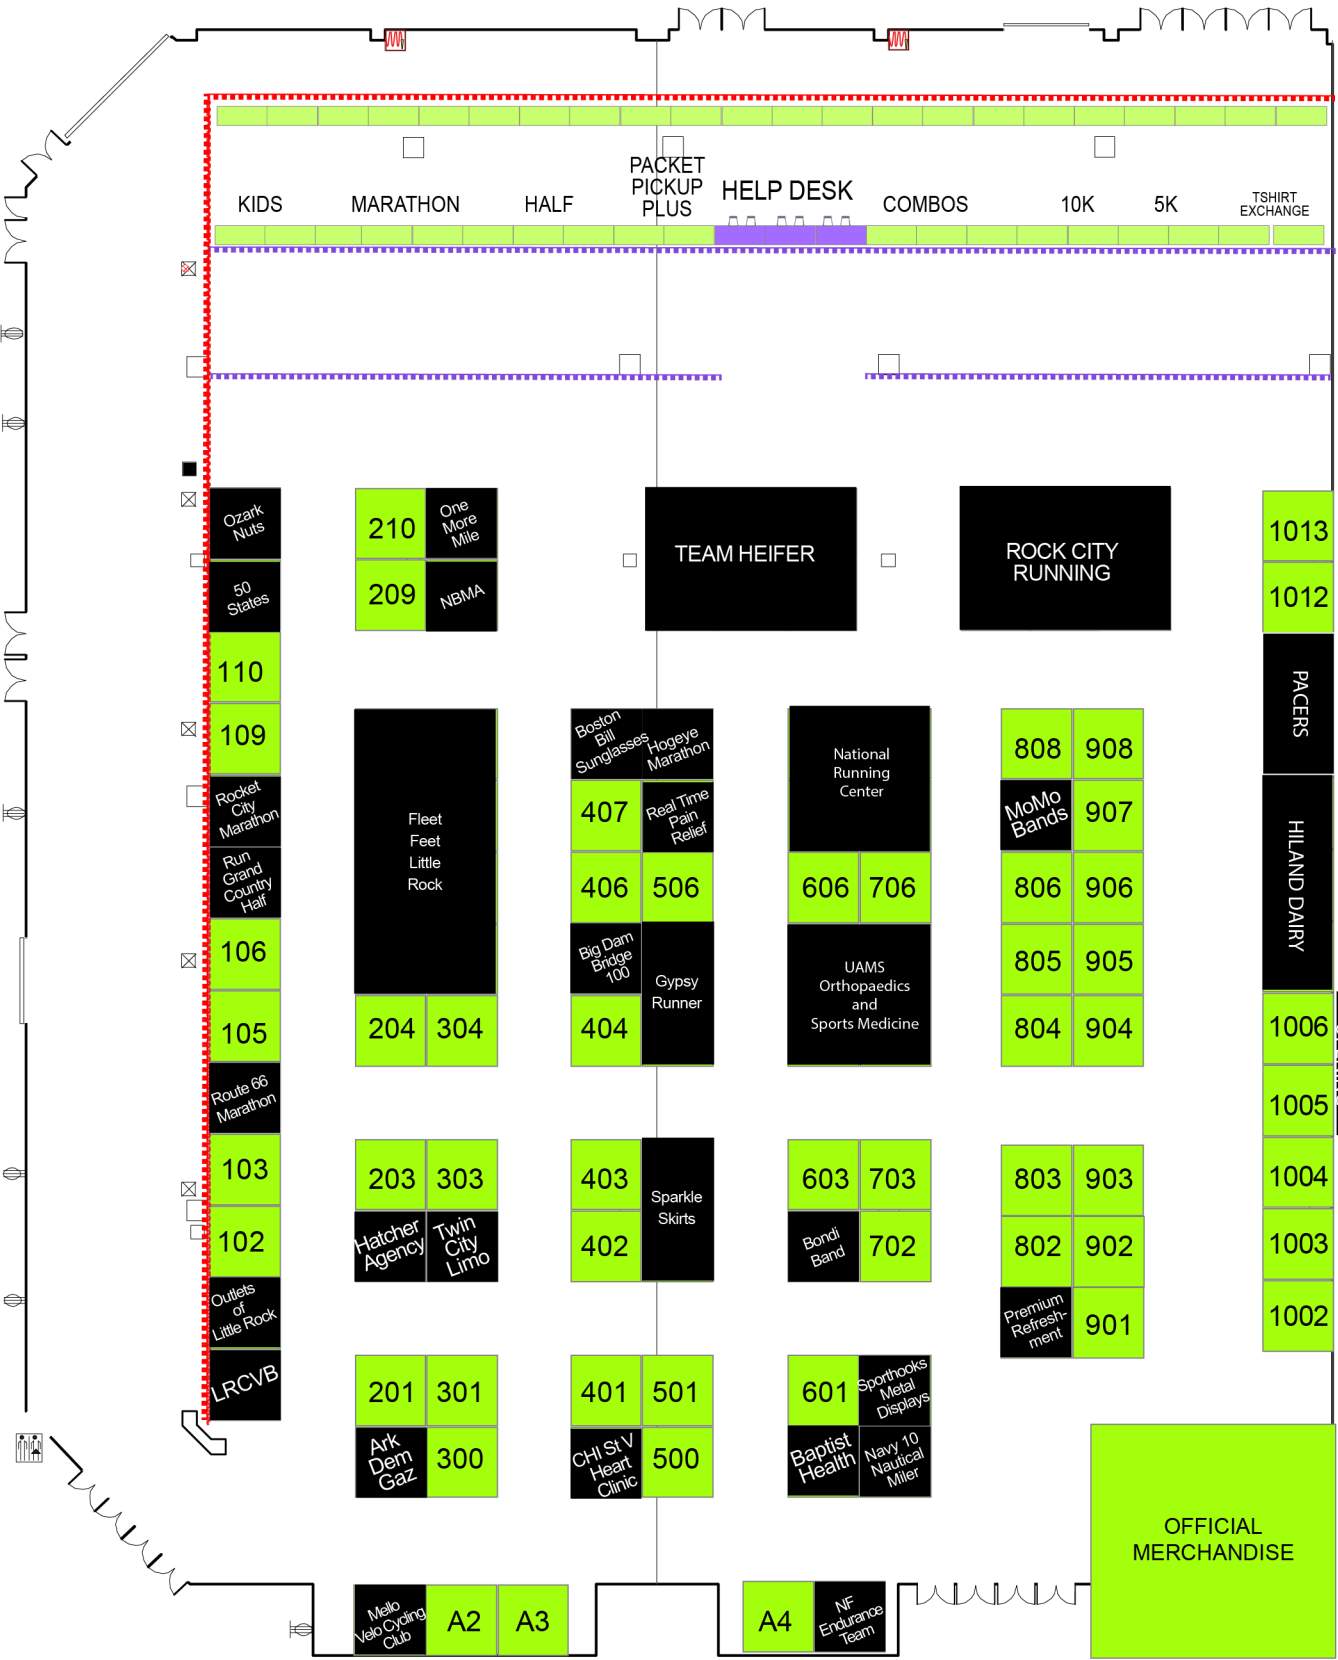 PACKET
PICKUP
PLUS
HELP DESK
KIDS
MARATHON
HALF
COMBOS
10K
5K
TSHIRT
EXCHANGE
Ozark
Nuts
210
One
More
Mile
TEAM HEIFER
ROCK CITY
RUNNING
1013
50
States
209
NBMA
1012
110
PACERS
109
Fleet
Feet
Little
Rock
Boston
Bill
Sunglasses
Hogeye
Marathon
National
Running
Center
808
908
Rocket
City
Marathon
407
Real Time
Pain
Relief
MoMo
Bands
907
HILAND DAIRY
Run
Grand
Country
Half
406
506
606
706
806
906
106
Big Dam
Bridge
100
Gypsy
Runner
UAMS
Orthopaedics
and
Sports Medicine
805
905
105
204
304
404
804
904
1006
Route 66
Marathon
1005
103
203
303
403
Sparkle
Skirts
603
703
803
903
1004
102
Hatcher
Agency
Twin
City
Limo
402
Bondi
Band
702
802
902
1003
Outlets
of
Little Rock
Premium
Refresh-
ment
901
1002
LRCVB
201
301
401
501
601
Sporthooks
Metal
Displays
Ark
Dem
Gaz
300
CHI St V
Heart
Clinic
500
Baptist
Health
Navy 10
Nautical
Miler
OFFICIAL
MERCHANDISE
Mello
Velo Cycling
Club
A2
A3
A4
NF
Endurance
Team